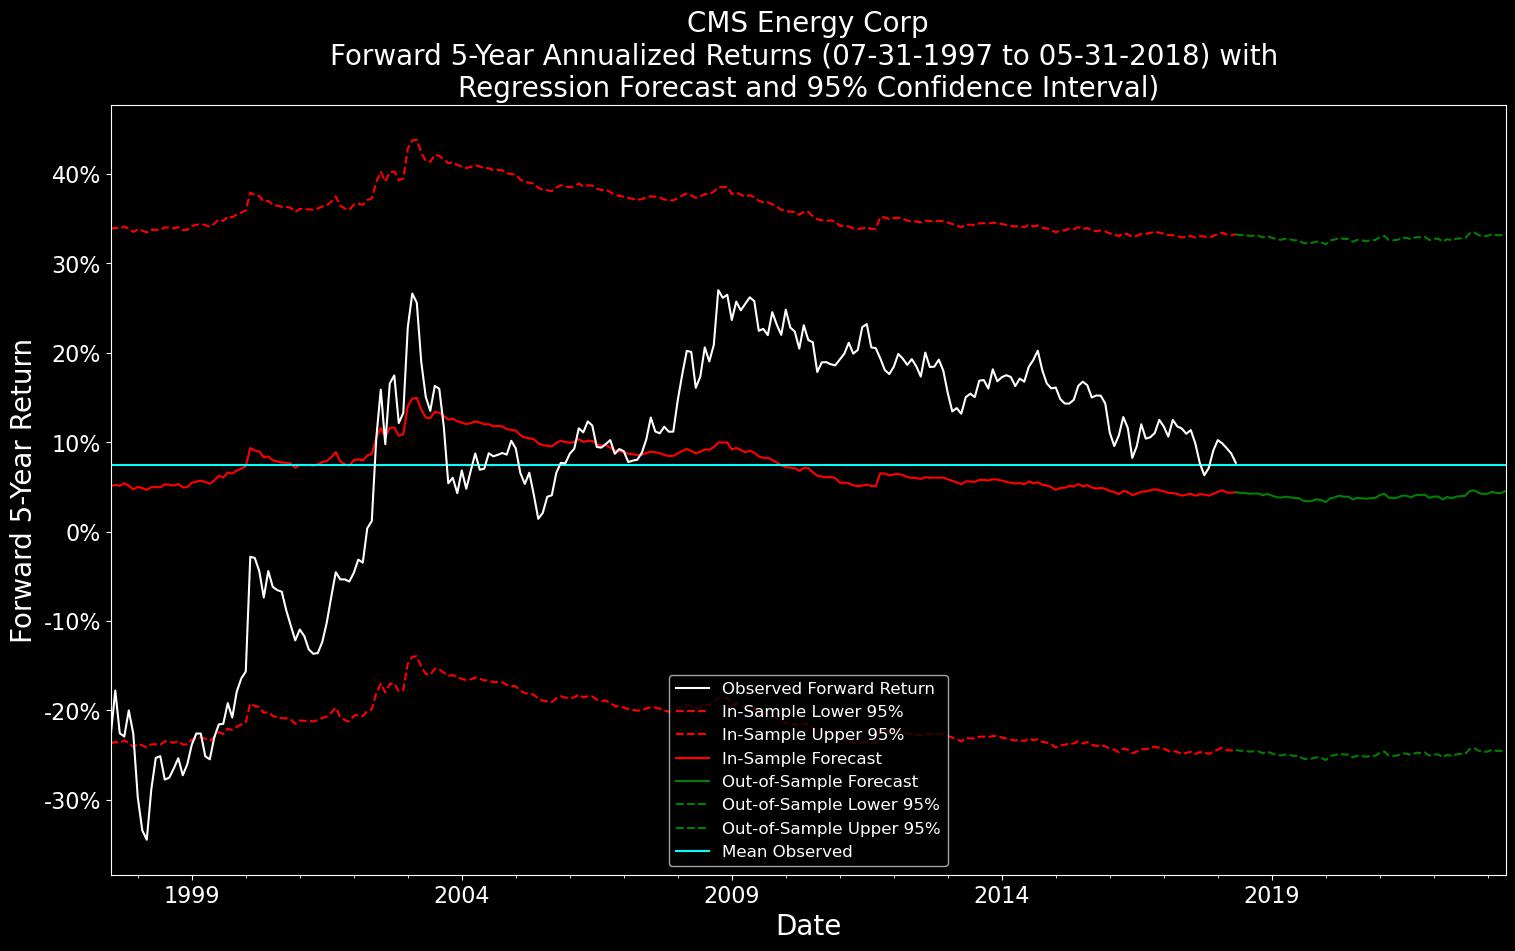 CMS Energy Corp
Forward 5-Year Annualized Returns (07-31-1997 to 05-31-2018) with
Regression Forecast and 95% Confidence Interval)
Forward 5-Year Return
40%
30%
20%
10%
0%
-10%
-20%
-30%
Observed Forward Return
In-Sample Lower 95%
In-Sample Upper 95%
In-Sample Forecast
Out-of-Sample Forecast
Out-of-Sample Lower 95%
Out-of-Sample Upper 95%
Mean Observed
1999
2004
2009
2014
2019
Date